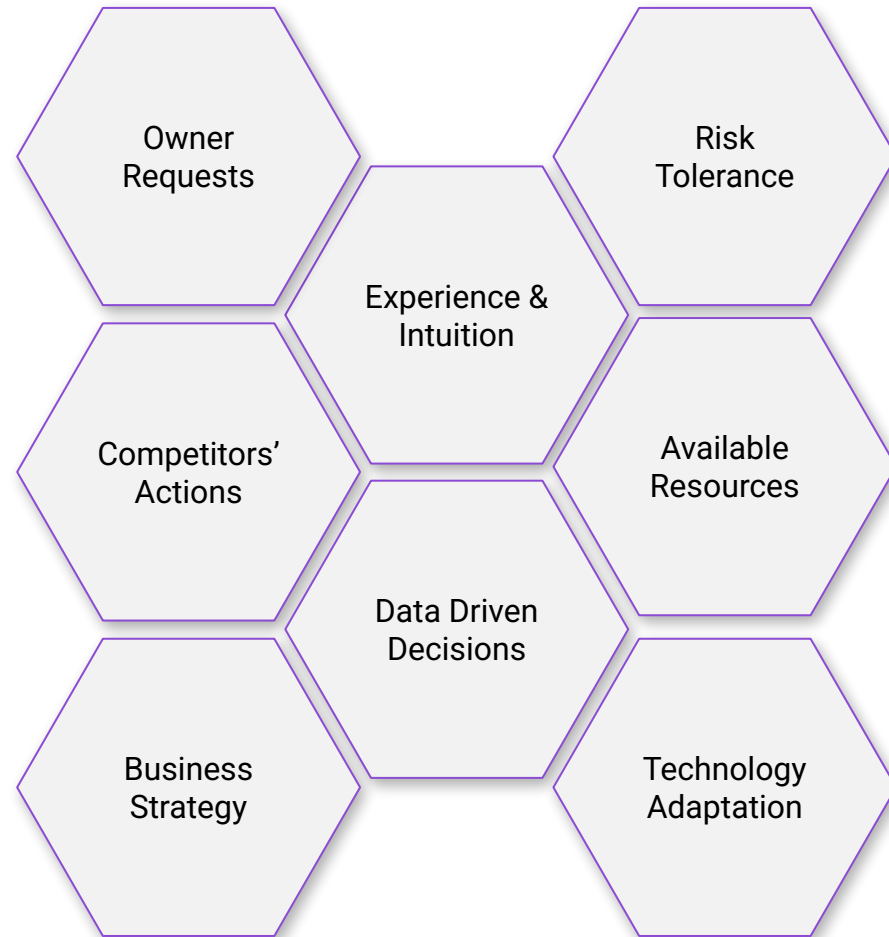 Owner
Requests
Risk
Tolerance
Experience &
Intuition
Competitors’
Actions
Available
Resources
Data Driven
Decisions
Business
Strategy
Technology
Adaptation